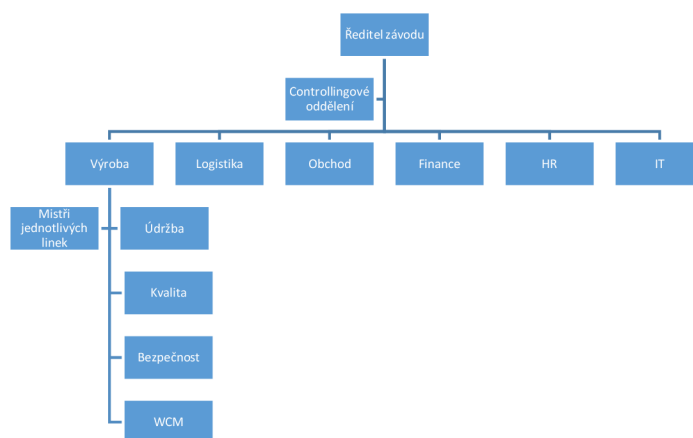 Ředitel závodu
Controllingové
oddělení
Výroba
Logistika
Obchod
Finance
HR
IT
Mistři
jednotlivých
linek
Údržba
Kvalita
Bezpečnost
WCM